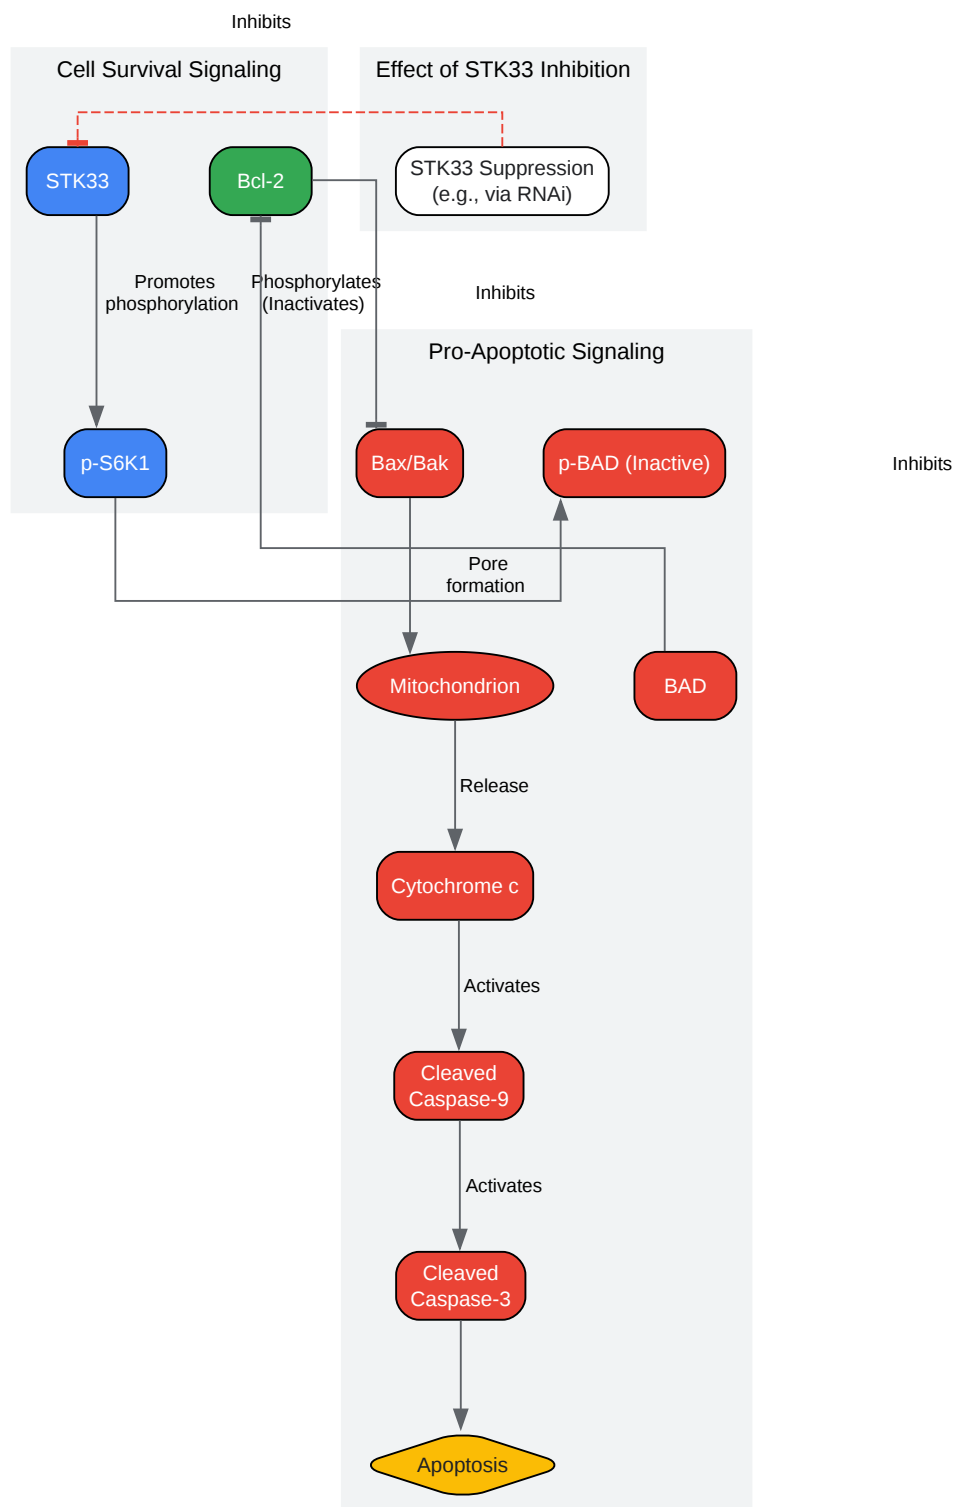 Inhibits
Cell Survival Signaling
Effect of STK33 Inhibition
STK33
Bcl-2
STK33 Suppression
(e.g., via RNAi)
Promotes
phosphorylation
Phosphorylates
(Inactivates)
Inhibits
Pro-Apoptotic Signaling
p-S6K1
Bax/Bak
p-BAD (Inactive)
Inhibits
Pore
formation
Mitochondrion
BAD
Release
Cytochrome c
Activates
Cleaved
Caspase-9
Activates
Cleaved
Caspase-3
Apoptosis